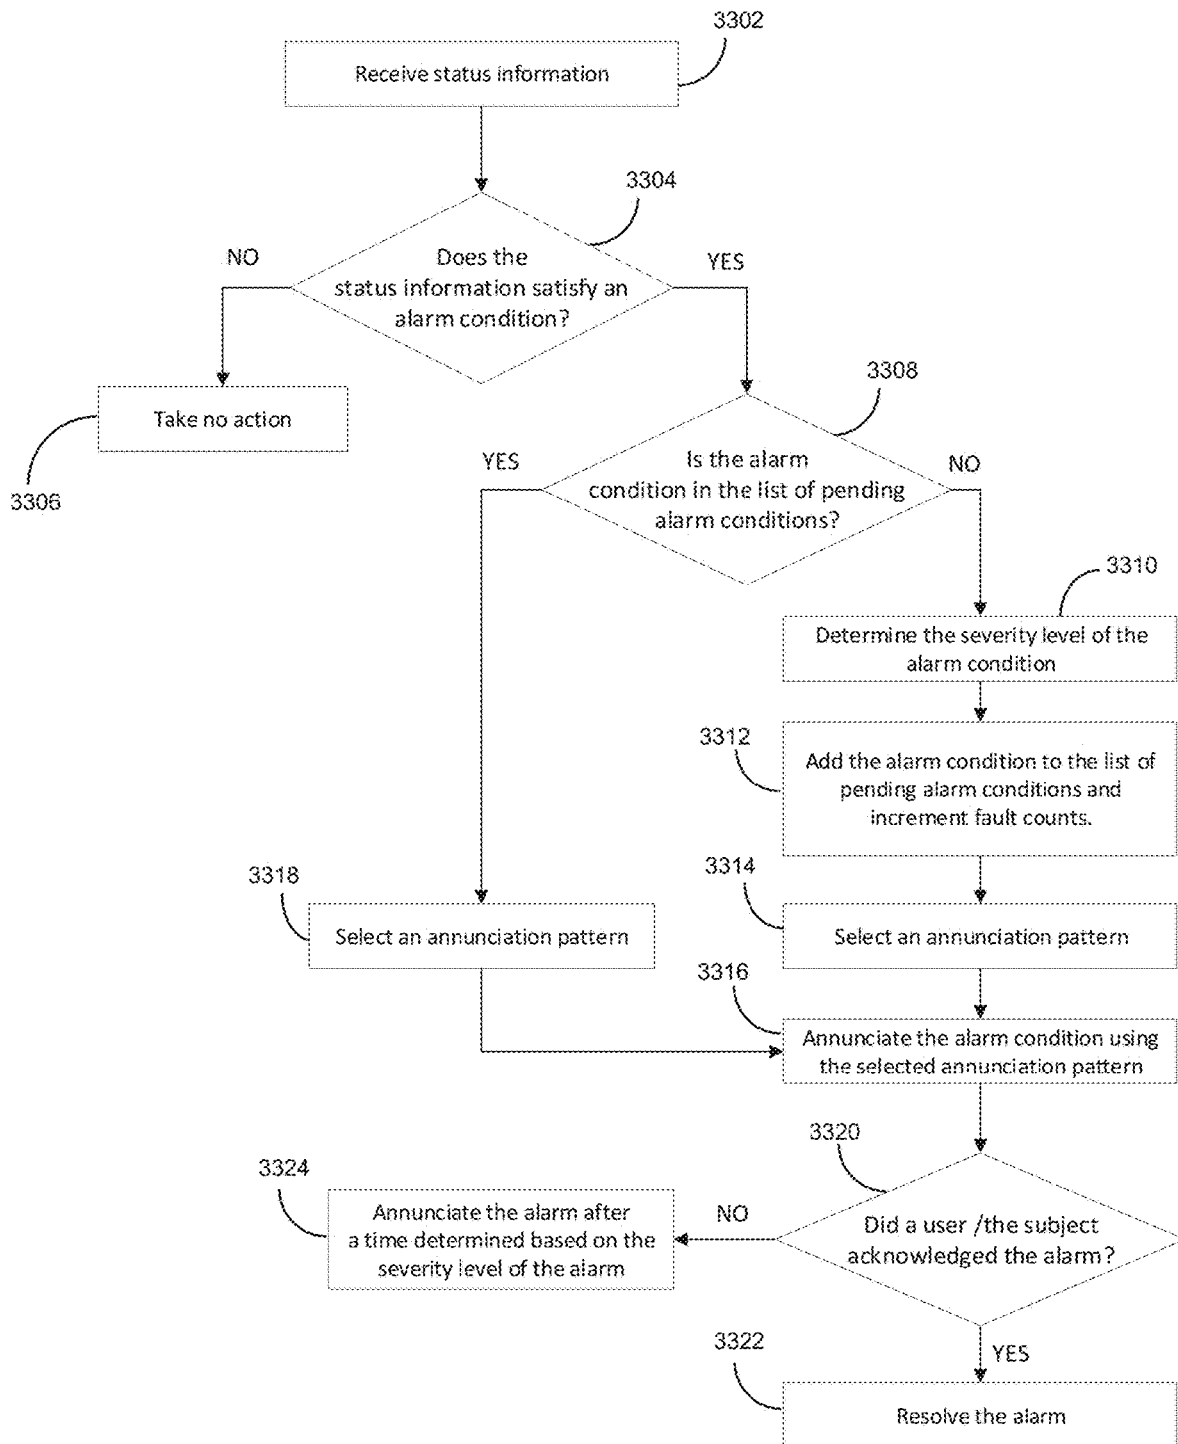 3302
Receive status information
3304
NO
YES
Does the
status information satisfy an
alarm condition?
3308
Take no action
3306
YES
NO
Is the alarm
condition in the list of pending
alarm conditions?
3310
Determine the severity level of the
alarm condition
3312
Add the alarm condition to the list of
pending alarm conditions and
increment fault counts.
3318
3314
Select an annunciation pattern
Select an annunciation pattern
3316
Annunciate the alarm condition using
the selected annunciation pattern
3320
3324
NO
Annunciate the alarm after
a time determined based on the
severity level of the alarm
Did a user /the subject
acknowledged the alarm?
3322
YES
Resolve the alarm